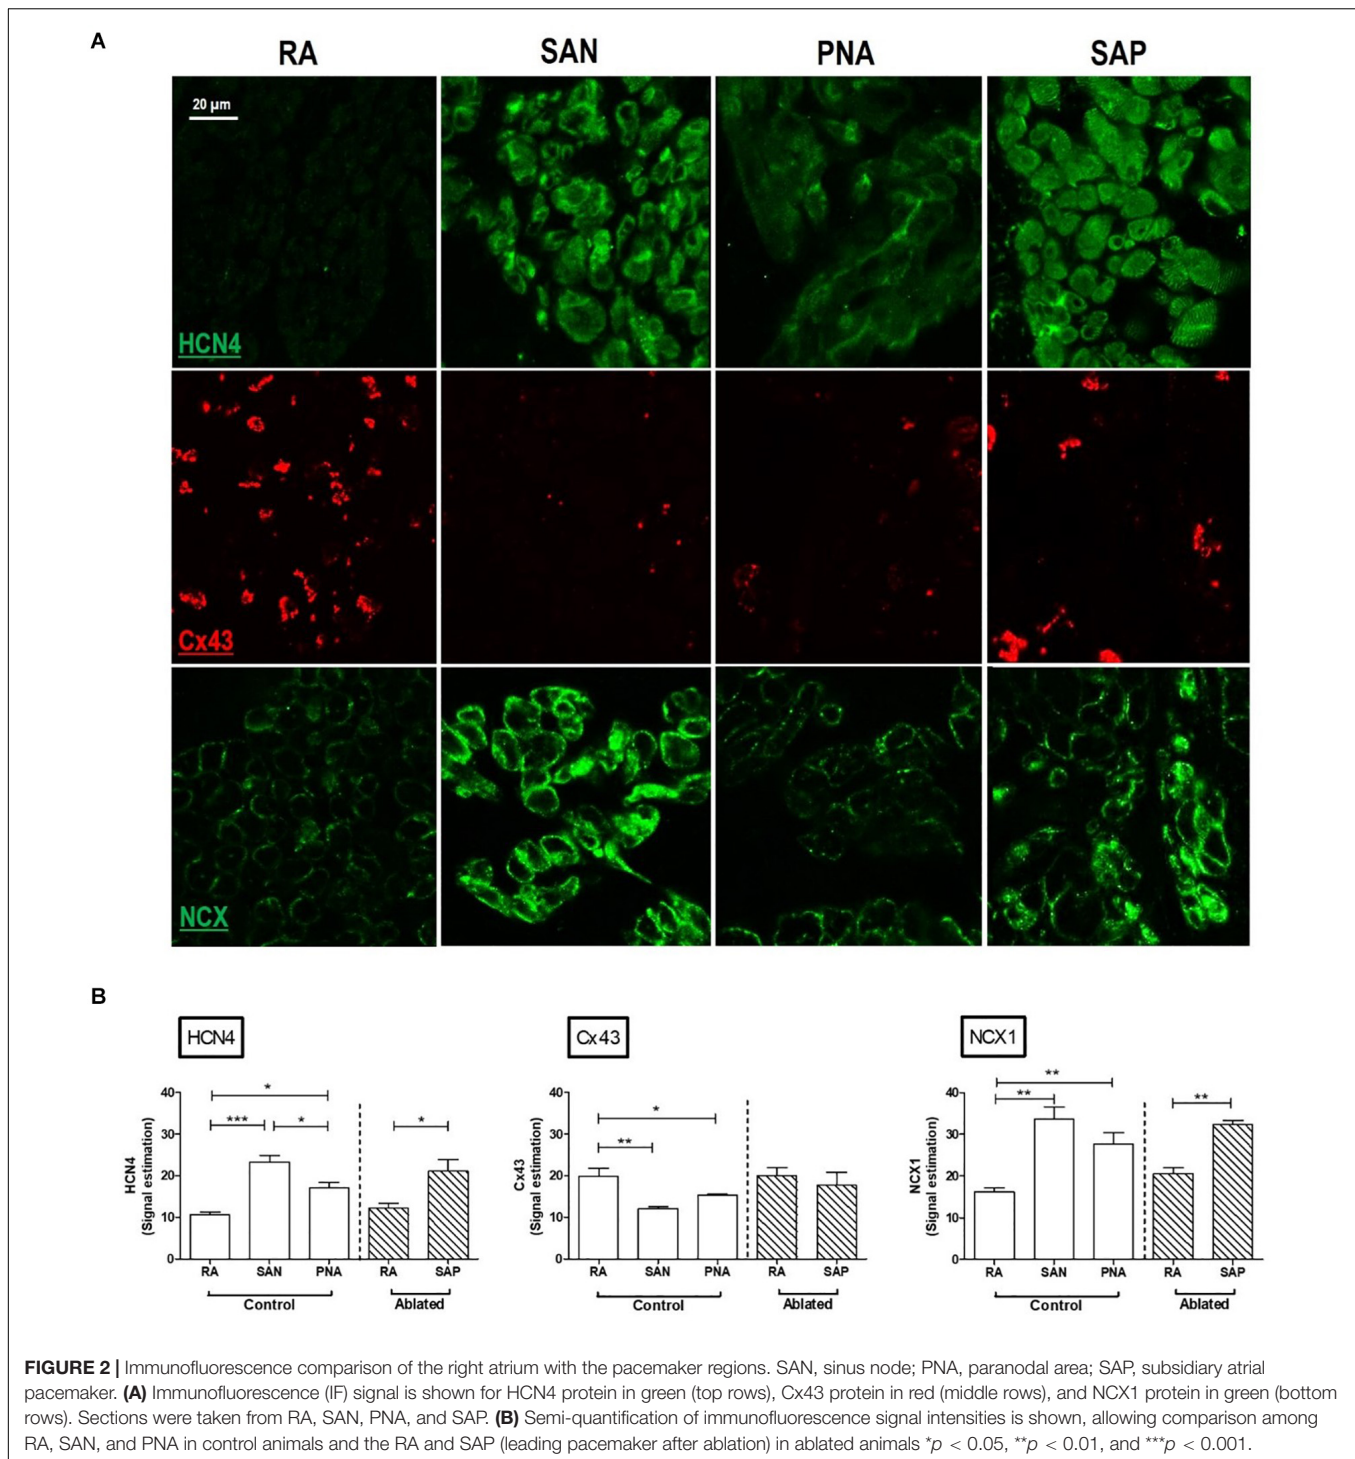 A
RA SAN PNA SAP
20 µm
HCN4
Cx43
NCX
B
HCN4
HCN4
(Signal estimation)
40
30
20
10
0
*
***
*
*
RA SAN PNA RA SAP
Control Ablated
Cx43
Cx43
(Signal estimation)
40
30
20
10
0
*
**
RA SAN PNA RA SAP
Control Ablated
NCX1
NCX1
(Signal estimation)
40
30
20
10
0
**
**
**
RA SAN PNA RA SAP
Control Ablated
FIGURE 2 | Immunofluorescence comparison of the right atrium with the pacemaker regions. SAN, sinus node; PNA, paranodal area; SAP, subsidiary atrial
pacemaker. (A) Immunofluorescence (IF) signal is shown for HCN4 protein in green (top rows), Cx43 protein in red (middle rows), and NCX1 protein in green (bottom
rows). Sections were taken from RA, SAN, PNA, and SAP. (B) Semi-quantification of immunofluorescence signal intensities is shown, allowing comparison among
RA, SAN, and PNA in control animals and the RA and SAP (leading pacemaker after ablation) in ablated animals *p < 0.05, **p < 0.01, and ***p < 0.001.